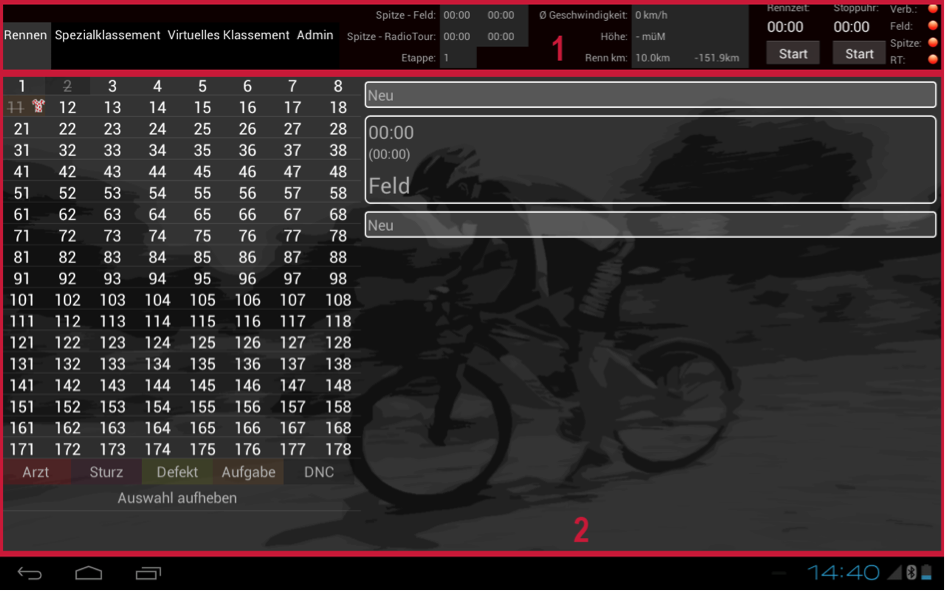 Rennen Spezialklassement Virtuelles Klassement Admin
Spitze - Feld: 00:00 00:00
Spitze - RadioTour: 00:00 00:00
Etappe: 1
Ø Geschwindigkeit: 0 km/h
Höhe: - müM
Renn km: 10.0km -151.9km
1
Rennzeit:
00:00
Start
Stoppuhr:
00:00
Start
Verb.:
Feld:
Spitze:
RT:
1 2 3 4 5 6 7 8
11 12 13 14 15 16 17 18
21 22 23 24 25 26 27 28
31 32 33 34 35 36 37 38
41 42 43 44 45 46 47 48
51 52 53 54 55 56 57 58
61 62 63 64 65 66 67 68
71 72 73 74 75 76 77 78
81 82 83 84 85 86 87 88
91 92 93 94 95 96 97 98
101 102 103 104 105 106 107 108
111 112 113 114 115 116 117 118
121 122 123 124 125 126 127 128
131 132 133 134 135 136 137 138
141 142 143 144 145 146 147 148
151 152 153 154 155 156 157 158
161 162 163 164 165 166 167 168
171 172 173 174 175 176 177 178
Arzt Sturz Defekt Aufgabe DNC
Auswahl aufheben
Neu
00:00
(00:00)
Feld
Neu
2
14:40